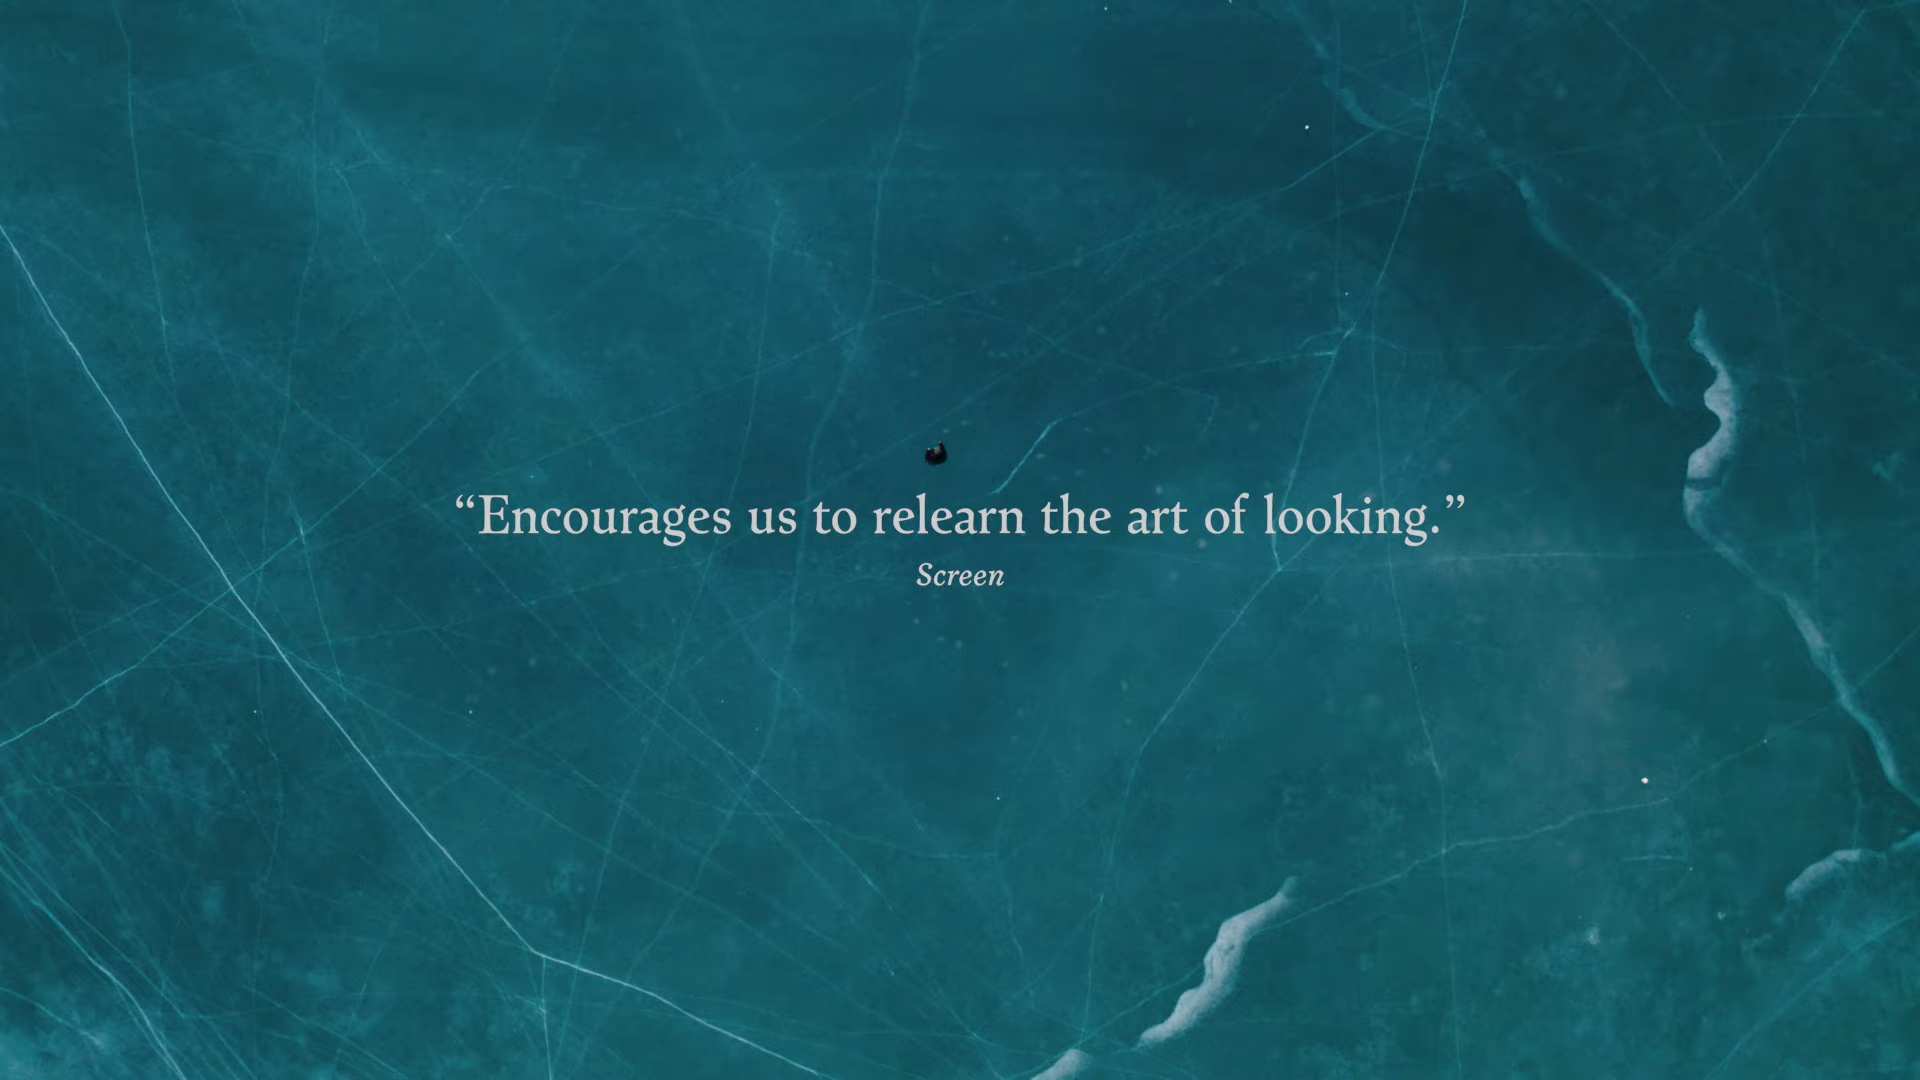 “Encourages us to relearn the art of looking.”
Screen